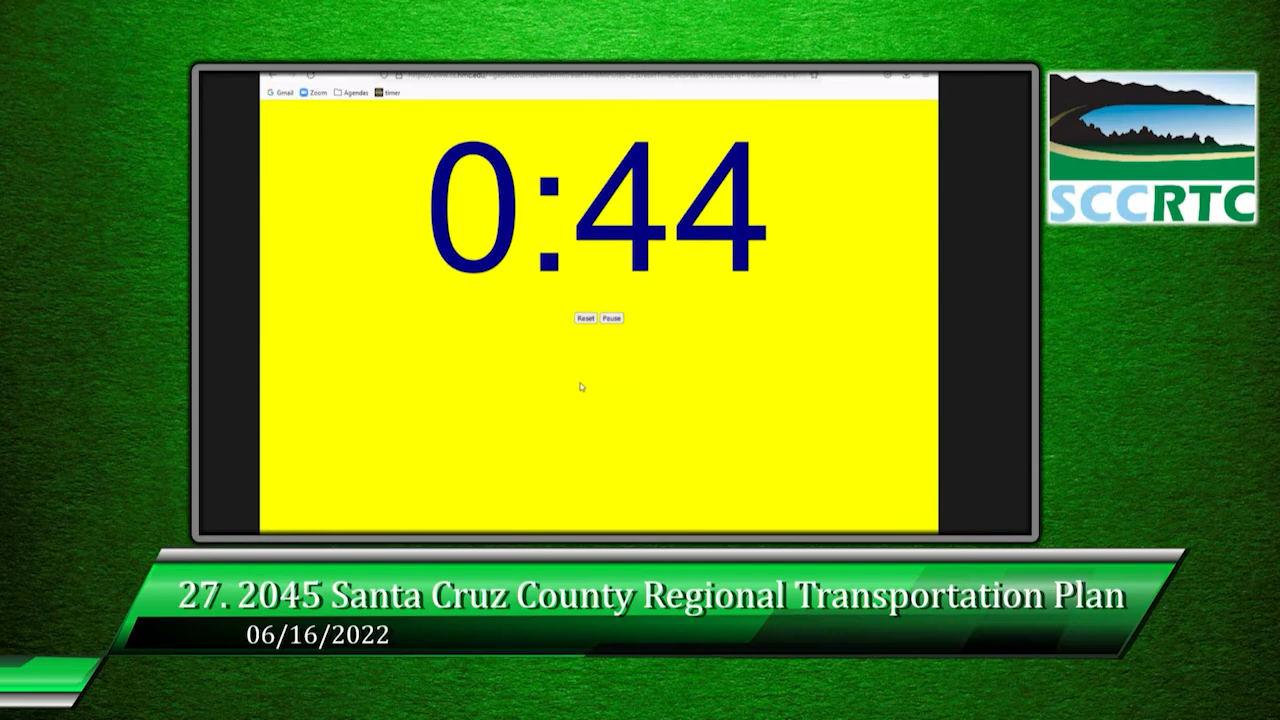 Gmail Zoom Agendas timer
0:44
Reset Pause
SCCRTC
27. 2045 Santa Cruz County Regional Transportation Plan
06/16/2022